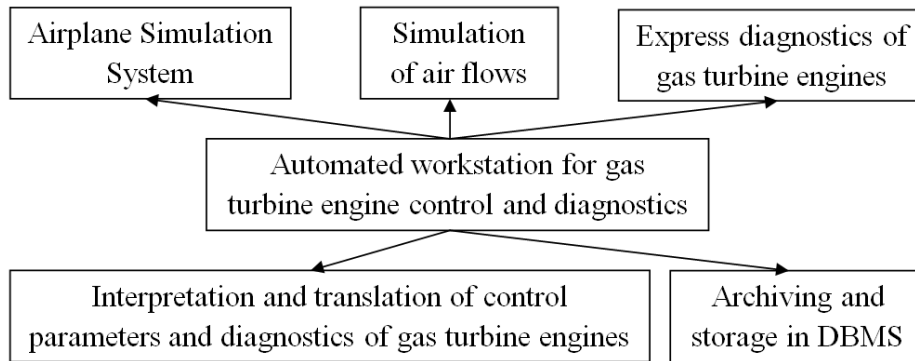 Airplane Simulation
System
Simulation
of air flows
Express diagnostics of
gas turbine engines
Automated workstation for gas
turbine engine control and diagnostics
Interpretation and translation of control
parameters and diagnostics of gas turbine engines
Archiving and
storage in DBMS